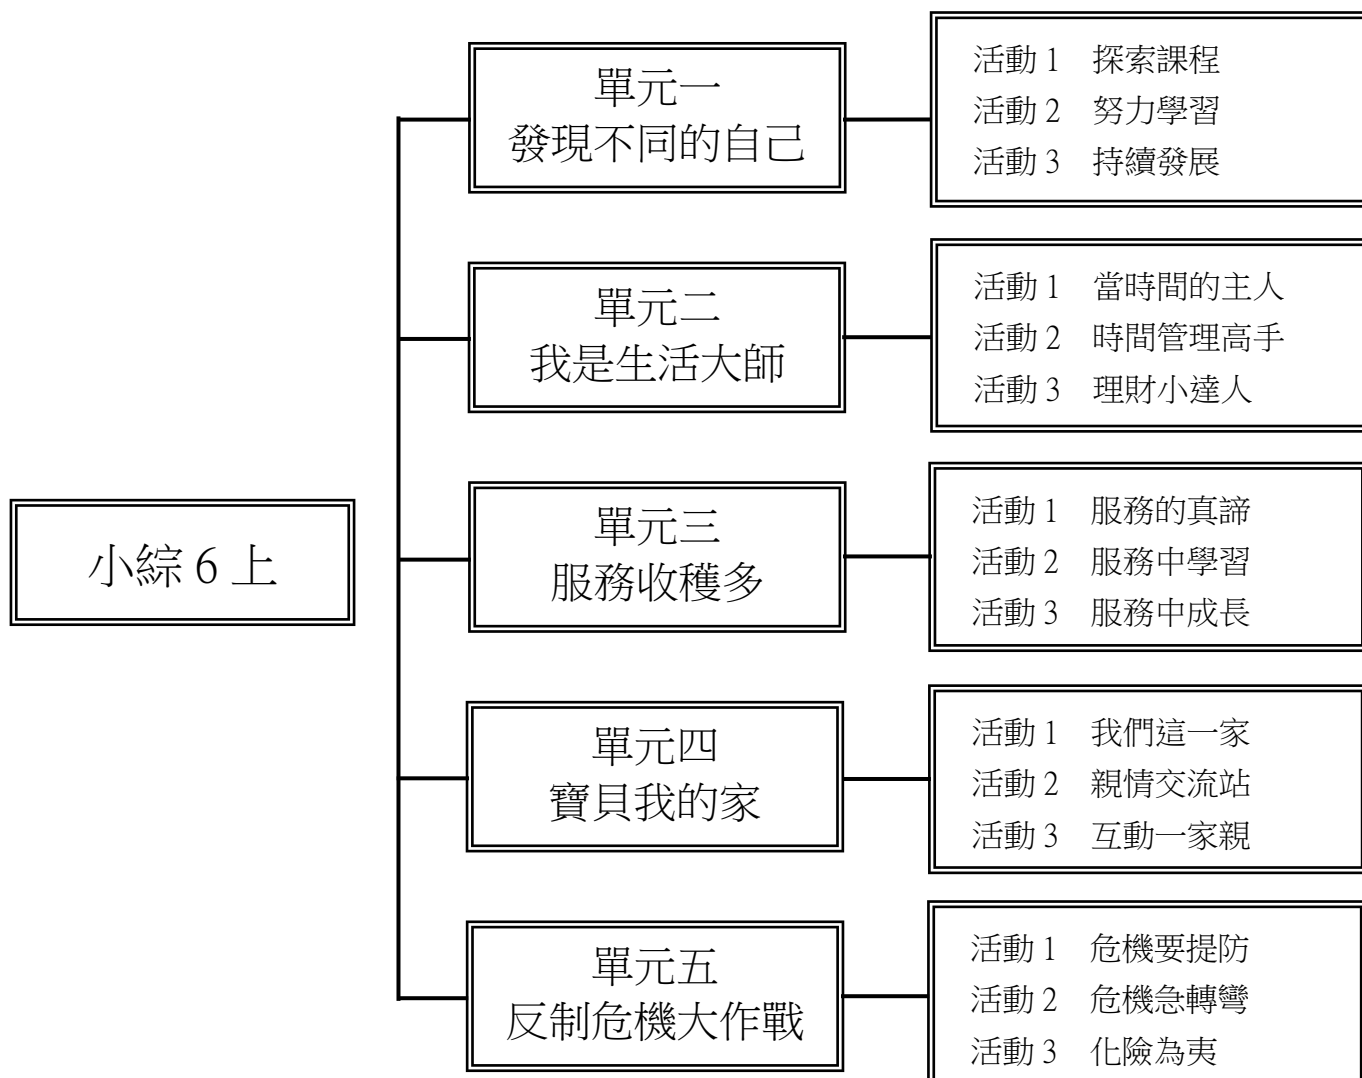 小綜 6 上
單元一
發現不同的自己
活動 1 探索課程
活動 2 努力學習
活動 3 持續發展
單元二
我是生活大師
活動 1 當時間的主人
活動 2 時間管理高手
活動 3 理財小達人
單元三
服務收穫多
活動 1 服務的真諦
活動 2 服務中學習
活動 3 服務中成長
單元四
寶貝我的家
活動 1 我們這一家
活動 2 親情交流站
活動 3 互動一家親
單元五
反制危機大作戰
活動 1 危機要提防
活動 2 危機急轉彎
活動 3 化險為夷